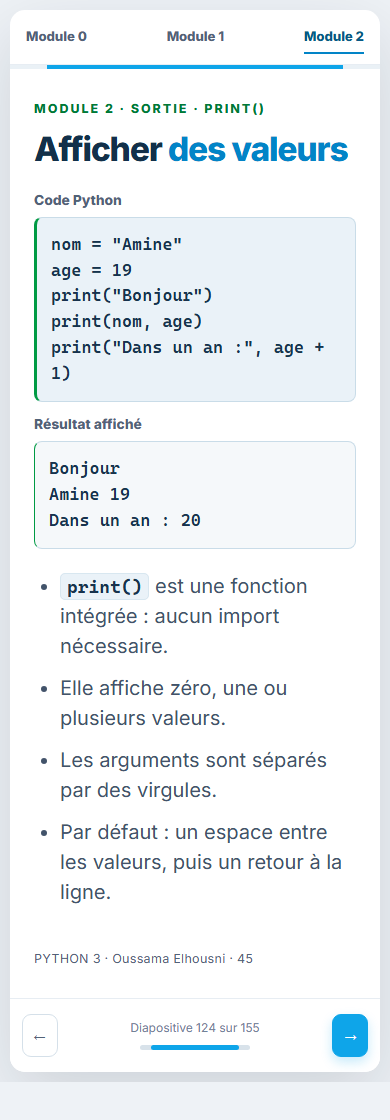 Module 0 Module 1 Module 2
MODULE 2 · SORTIE · PRINT()
Afficher des valeurs
Code Python
nom = "Amine"
age = 19
print("Bonjour")
print(nom, age)
print("Dans un an :", age +
1)
Résultat affiché
Bonjour
Amine 19
Dans un an : 20
• print() est une fonction
intégrée : aucun import
nécessaire.
• Elle affiche zéro, une ou
plusieurs valeurs.
• Les arguments sont séparés
par des virgules.
• Par défaut : un espace entre
les valeurs, puis un retour à la
ligne.
PYTHON 3 · Oussama Elhousni · 45
← Diapositive 124 sur 155 →